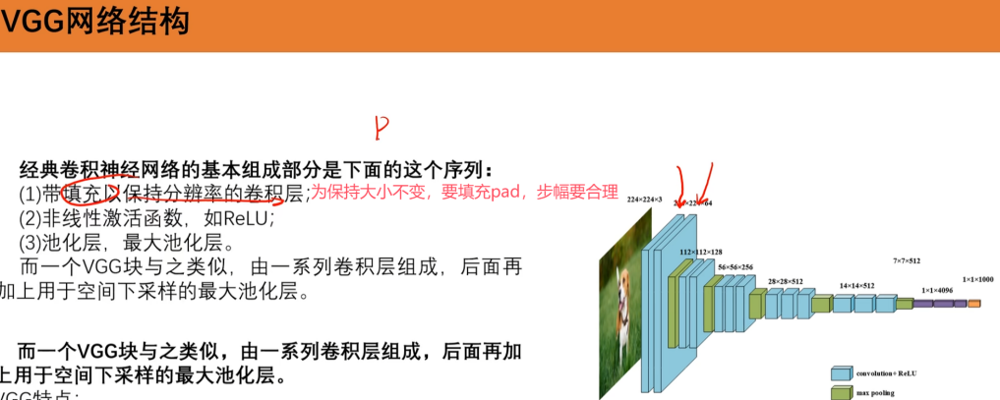 VGG网络结构
P
经典卷积神经网络的基本组成部分是下面的这个序列：
(1)带填充以保持分辨率的卷积层;为保持大小不变，要填充pad，步幅要合理
(2)非线性激活函数，如ReLU;
(3)池化层，最大池化层。
而一个VGG块与之类似，由一系列卷积层组成，后面再
加上用于空间下采样的最大池化层。
而一个VGG块与之类似，由一系列卷积层组成，后面再加
上用于空间下采样的最大池化层。
VGG特点：
224×224×3
112×112×128
56×56×256
28×28×512
14×14×512
7×7×512
1×1×4096
1×1×1000
convolution+ReLU
max pooling